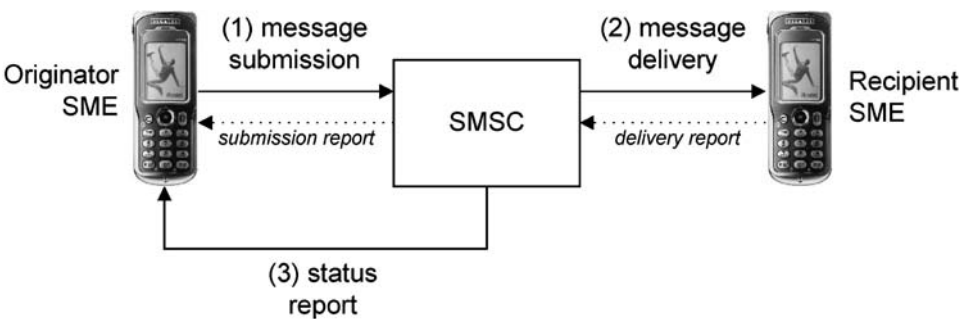 (1) message
submission
(2) message
delivery
Originator
SME
SMSC
Recipient
SME
submission report
delivery report
(3) status
report